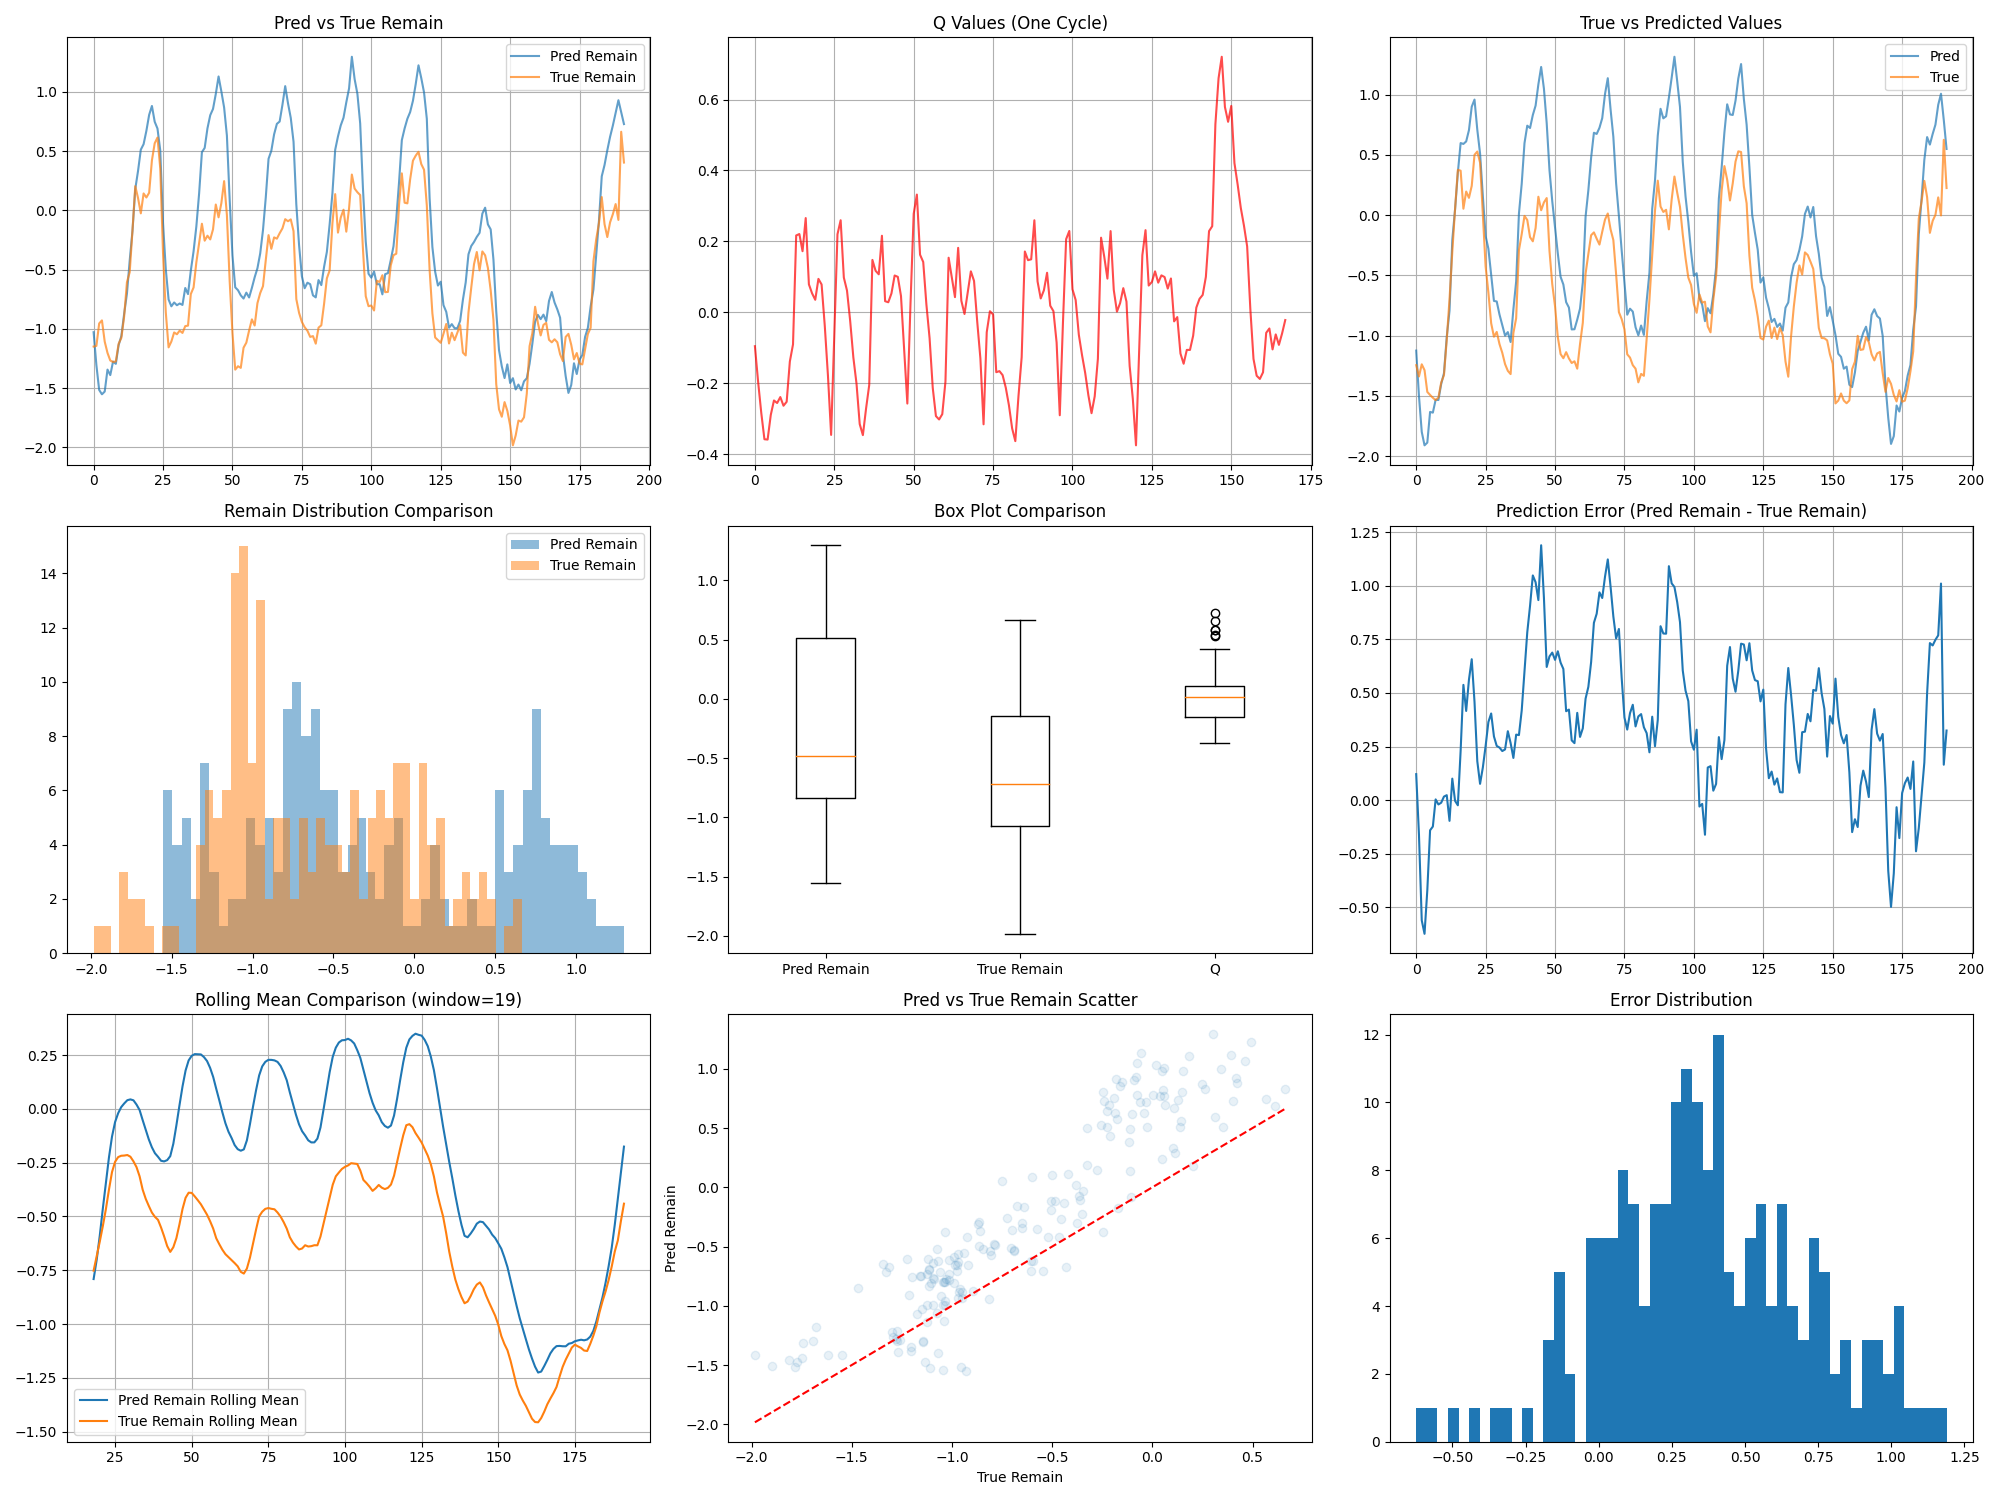 Pred vs True Remain
Pred Remain
True Remain
1.0
0.5
0.0
−0.5
−1.0
−1.5
−2.0
0 25 50 75 100 125 150 175 200
Q Values (One Cycle)
0.6
0.4
0.2
0.0
−0.2
−0.4
0 25 50 75 100 125 150 175
True vs Predicted Values
Pred
True
1.0
0.5
0.0
−0.5
−1.0
−1.5
−2.0
0 25 50 75 100 125 150 175 200
Remain Distribution Comparison
Pred Remain
True Remain
14
12
10
8
6
4
2
0
−2.0 −1.5 −1.0 −0.5 0.0 0.5 1.0
Box Plot Comparison
1.0
0.5
0.0
−0.5
−1.0
−1.5
−2.0
Pred Remain True Remain Q
Prediction Error (Pred Remain - True Remain)
1.25
1.00
0.75
0.50
0.25
0.00
−0.25
−0.50
0 25 50 75 100 125 150 175 200
Rolling Mean Comparison (window=19)
0.25
0.00
−0.25
−0.50
−0.75
−1.00
−1.25
−1.50
Pred Remain Rolling Mean
True Remain Rolling Mean
25 50 75 100 125 150 175
Pred vs True Remain Scatter
Pred Remain
1.0
0.5
0.0
−0.5
−1.0
−1.5
−2.0
−2.0 −1.5 −1.0 −0.5 0.0 0.5
True Remain
Error Distribution
12
10
8
6
4
2
0
−0.50 −0.25 0.00 0.25 0.50 0.75 1.00 1.25